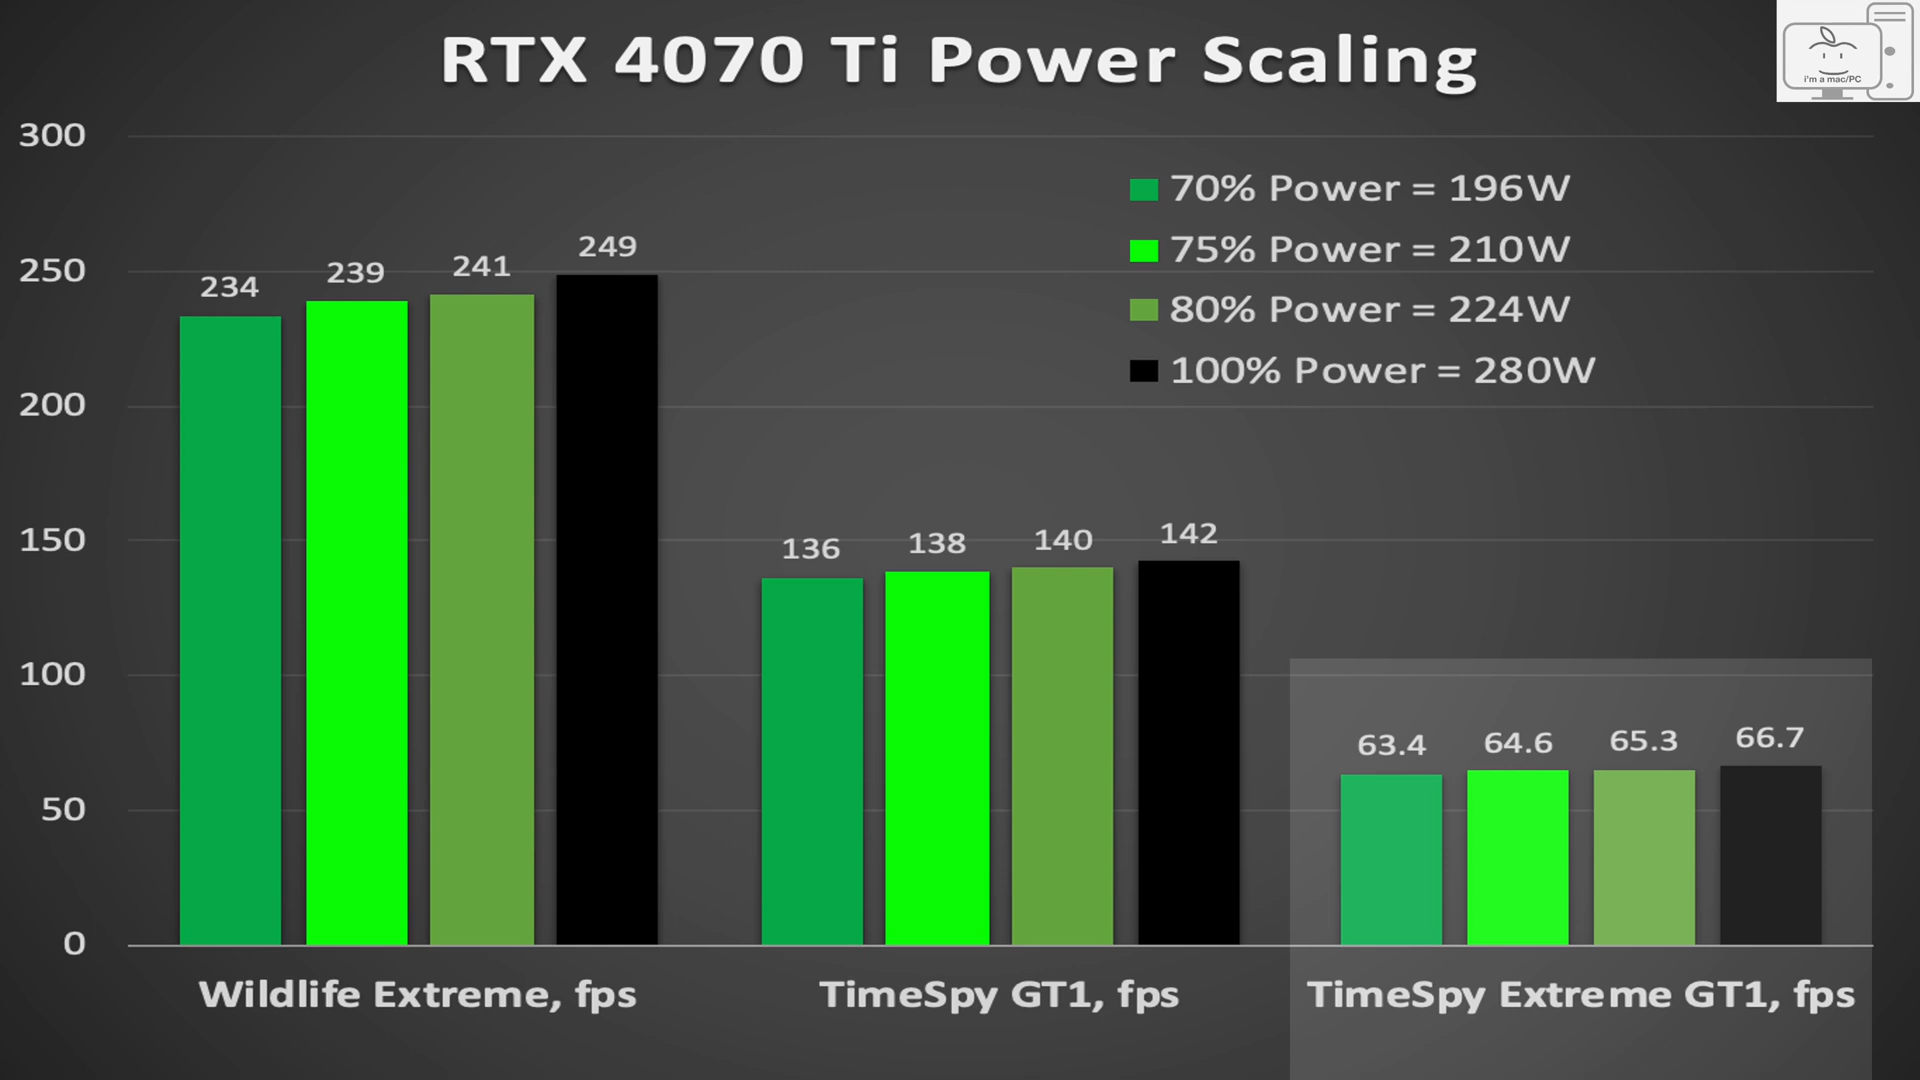 RTX 4070 Ti Power Scaling
i'm a mac/PC
300
250
200
150
100
50
0
70% Power = 196W
75% Power = 210W
80% Power = 224W
100% Power = 280W
234
239
241
249
136
138
140
142
63.4
64.6
65.3
66.7
Wildlife Extreme, fps
TimeSpy GT1, fps
TimeSpy Extreme GT1, fps